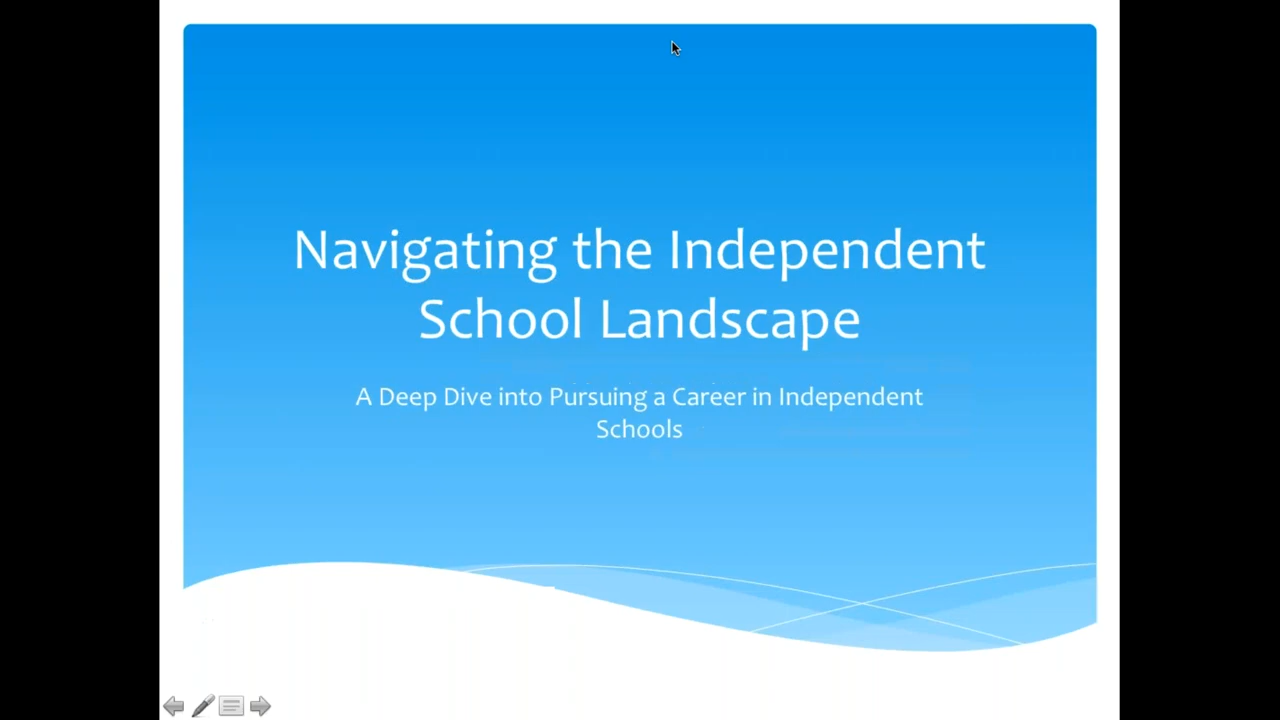 Navigating the Independent
School Landscape
A Deep Dive into Pursuing a Career in Independent
Schools